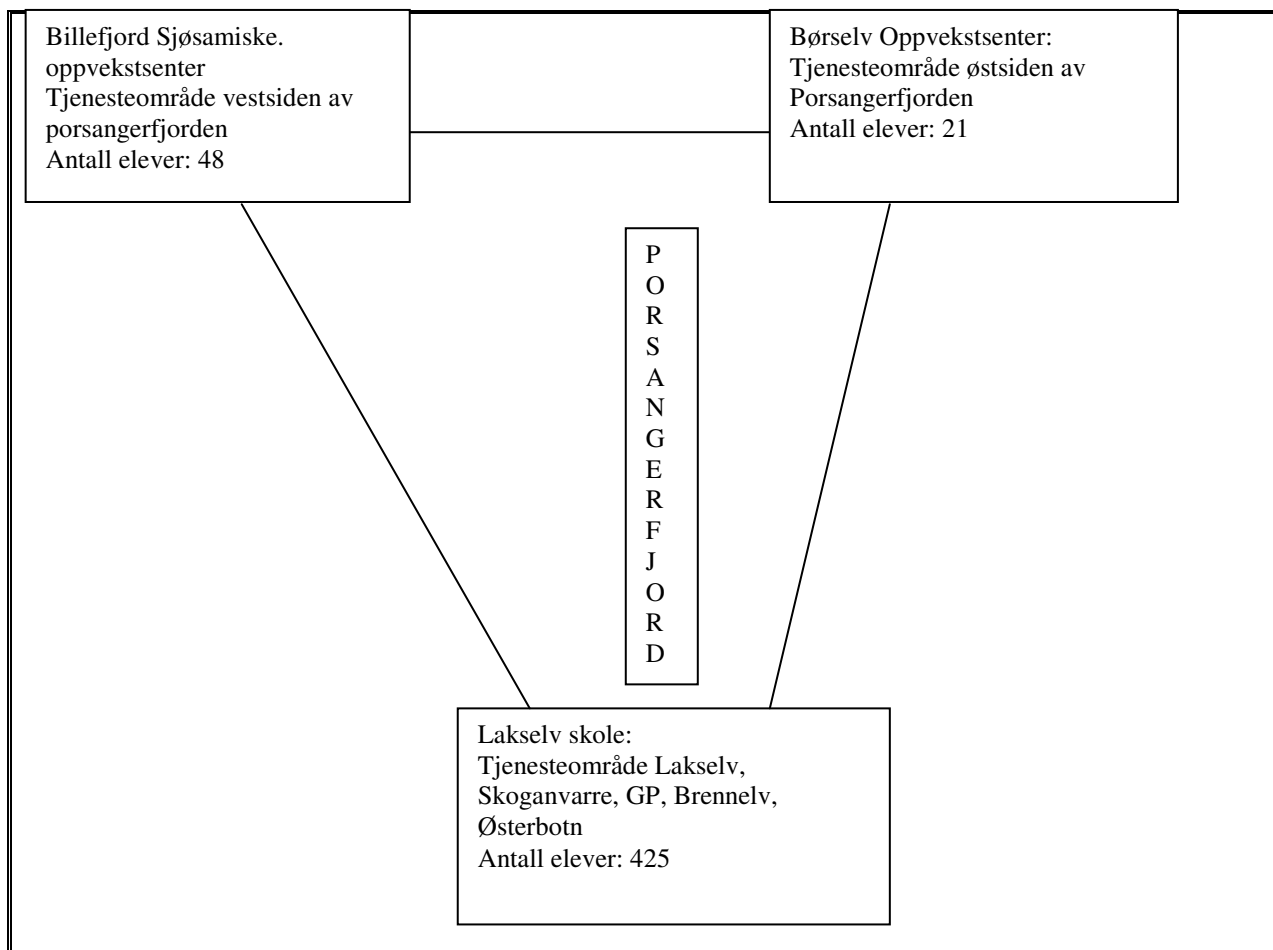 Billefjord Sjøsamiske.
oppvekstsenter
Tjenesteområde vestsiden av
porsangerfjorden
Antall elever: 48
Børselv Oppvekstsenter:
Tjenesteområde østsiden av
Porsangerfjorden
Antall elever: 21
P
O
R
S
A
N
G
E
R
F
J
O
R
D
Lakselv skole:
Tjenesteområde Lakselv,
Skoganvarre, GP, Brennelv,
Østerbotn
Antall elever: 425